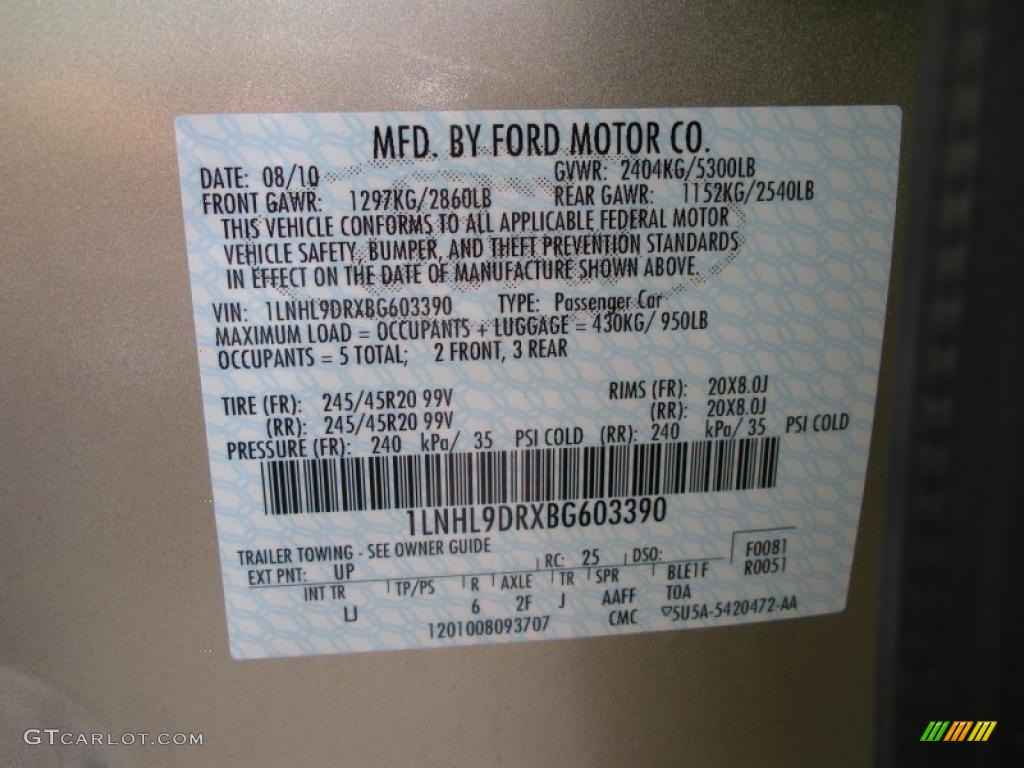 MFD. BY FORD MOTOR CO.
DATE: 08/10 GVWR: 2404KG/5300LB
FRONT GAWR: 1297KG/2860LB REAR GAWR: 1152KG/2540LB
THIS VEHICLE CONFORMS TO ALL APPLICABLE FEDERAL MOTOR
VEHICLE SAFETY, BUMPER, AND THEFT PREVENTION STANDARDS
IN EFFECT ON THE DATE OF MANUFACTURE SHOWN ABOVE.
VIN: 1LNHL9DRXBG603390 TYPE: Passenger Car
MAXIMUM LOAD = OCCUPANTS + LUGGAGE = 430KG/ 950LB
OCCUPANTS = 5 TOTAL; 2 FRONT, 3 REAR
TIRE (FR): 245/45R20 99V RIMS (FR): 20X8.0J
(RR): 245/45R20 99V (RR): 20X8.0J
PRESSURE (FR): 240 kPa/ 35 PSI COLD (RR): 240 kPa/ 35 PSI COLD
1LNHL9DRXBG603390
TRAILER TOWING - SEE OWNER GUIDE
EXT PNT: UP RC: 25 DSO: F0081
R0051
INT TR TP/PS R AXLE TR SPR BLE1F
U 6 2F J AAFF TOA
1201008093707 CMC ▽5U5A-5420472-AA
GTCARLOT.COM